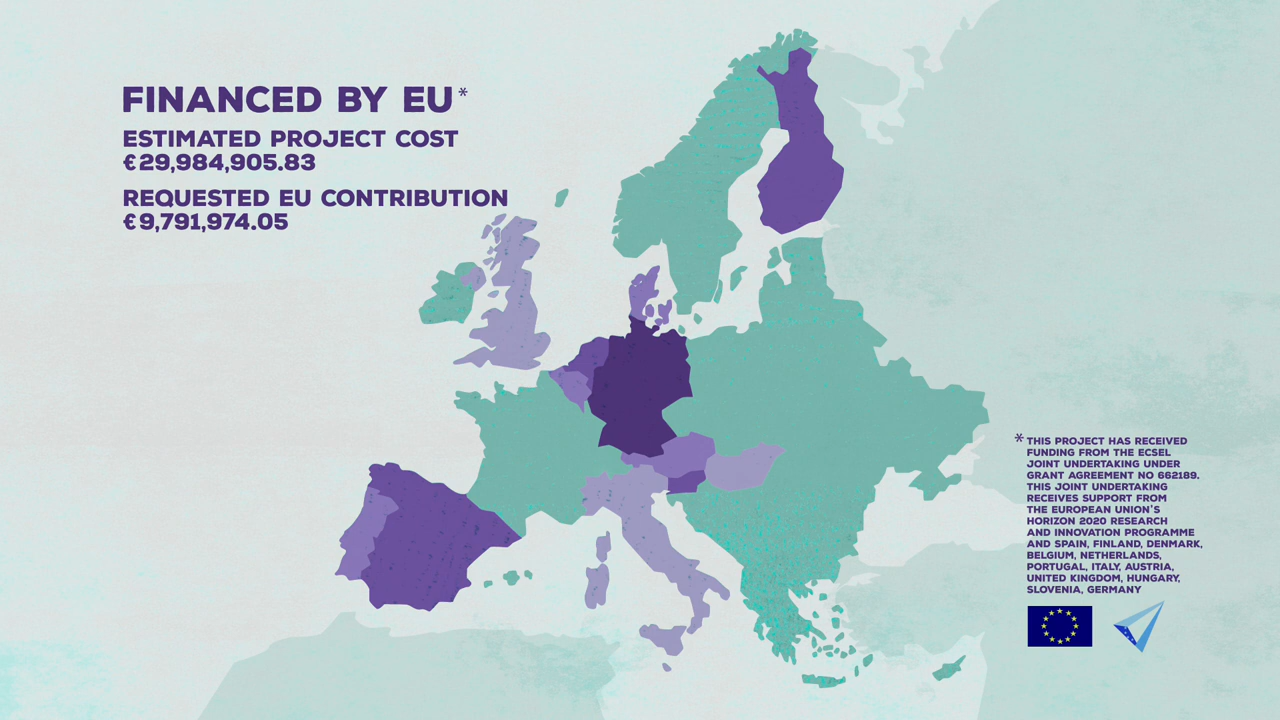 FINANCED BY EU*
ESTIMATED PROJECT COST
€29,984,905.83
REQUESTED EU CONTRIBUTION
€9,791,974.05
* THIS PROJECT HAS RECEIVED
FUNDING FROM THE ECSEL
JOINT UNDERTAKING UNDER
GRANT AGREEMENT NO 662189.
THIS JOINT UNDERTAKING
RECEIVES SUPPORT FROM
THE EUROPEAN UNION'S
HORIZON 2020 RESEARCH
AND INNOVATION PROGRAMME
AND SPAIN, FINLAND, DENMARK,
BELGIUM, NETHERLANDS,
PORTUGAL, ITALY, AUSTRIA,
UNITED KINGDOM, HUNGARY,
SLOVENIA, GERMANY